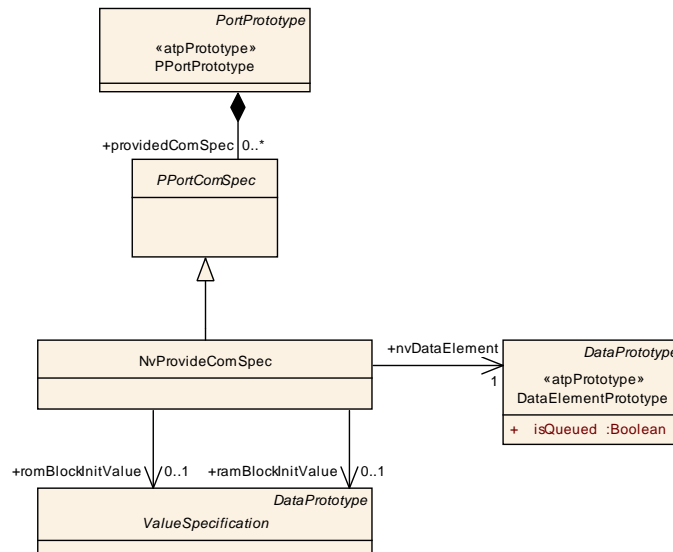 PortPrototype
«atpPrototype»
PPortPrototype
+providedComSpec 0..*
PPortComSpec
NvProvideComSpec
+nvDataElement
1
DataPrototype
«atpPrototype»
DataElementPrototype
+ isQueued :Boolean
+romBlockInitValue 0..1 +ramBlockInitValue 0..1
DataPrototype
ValueSpecification